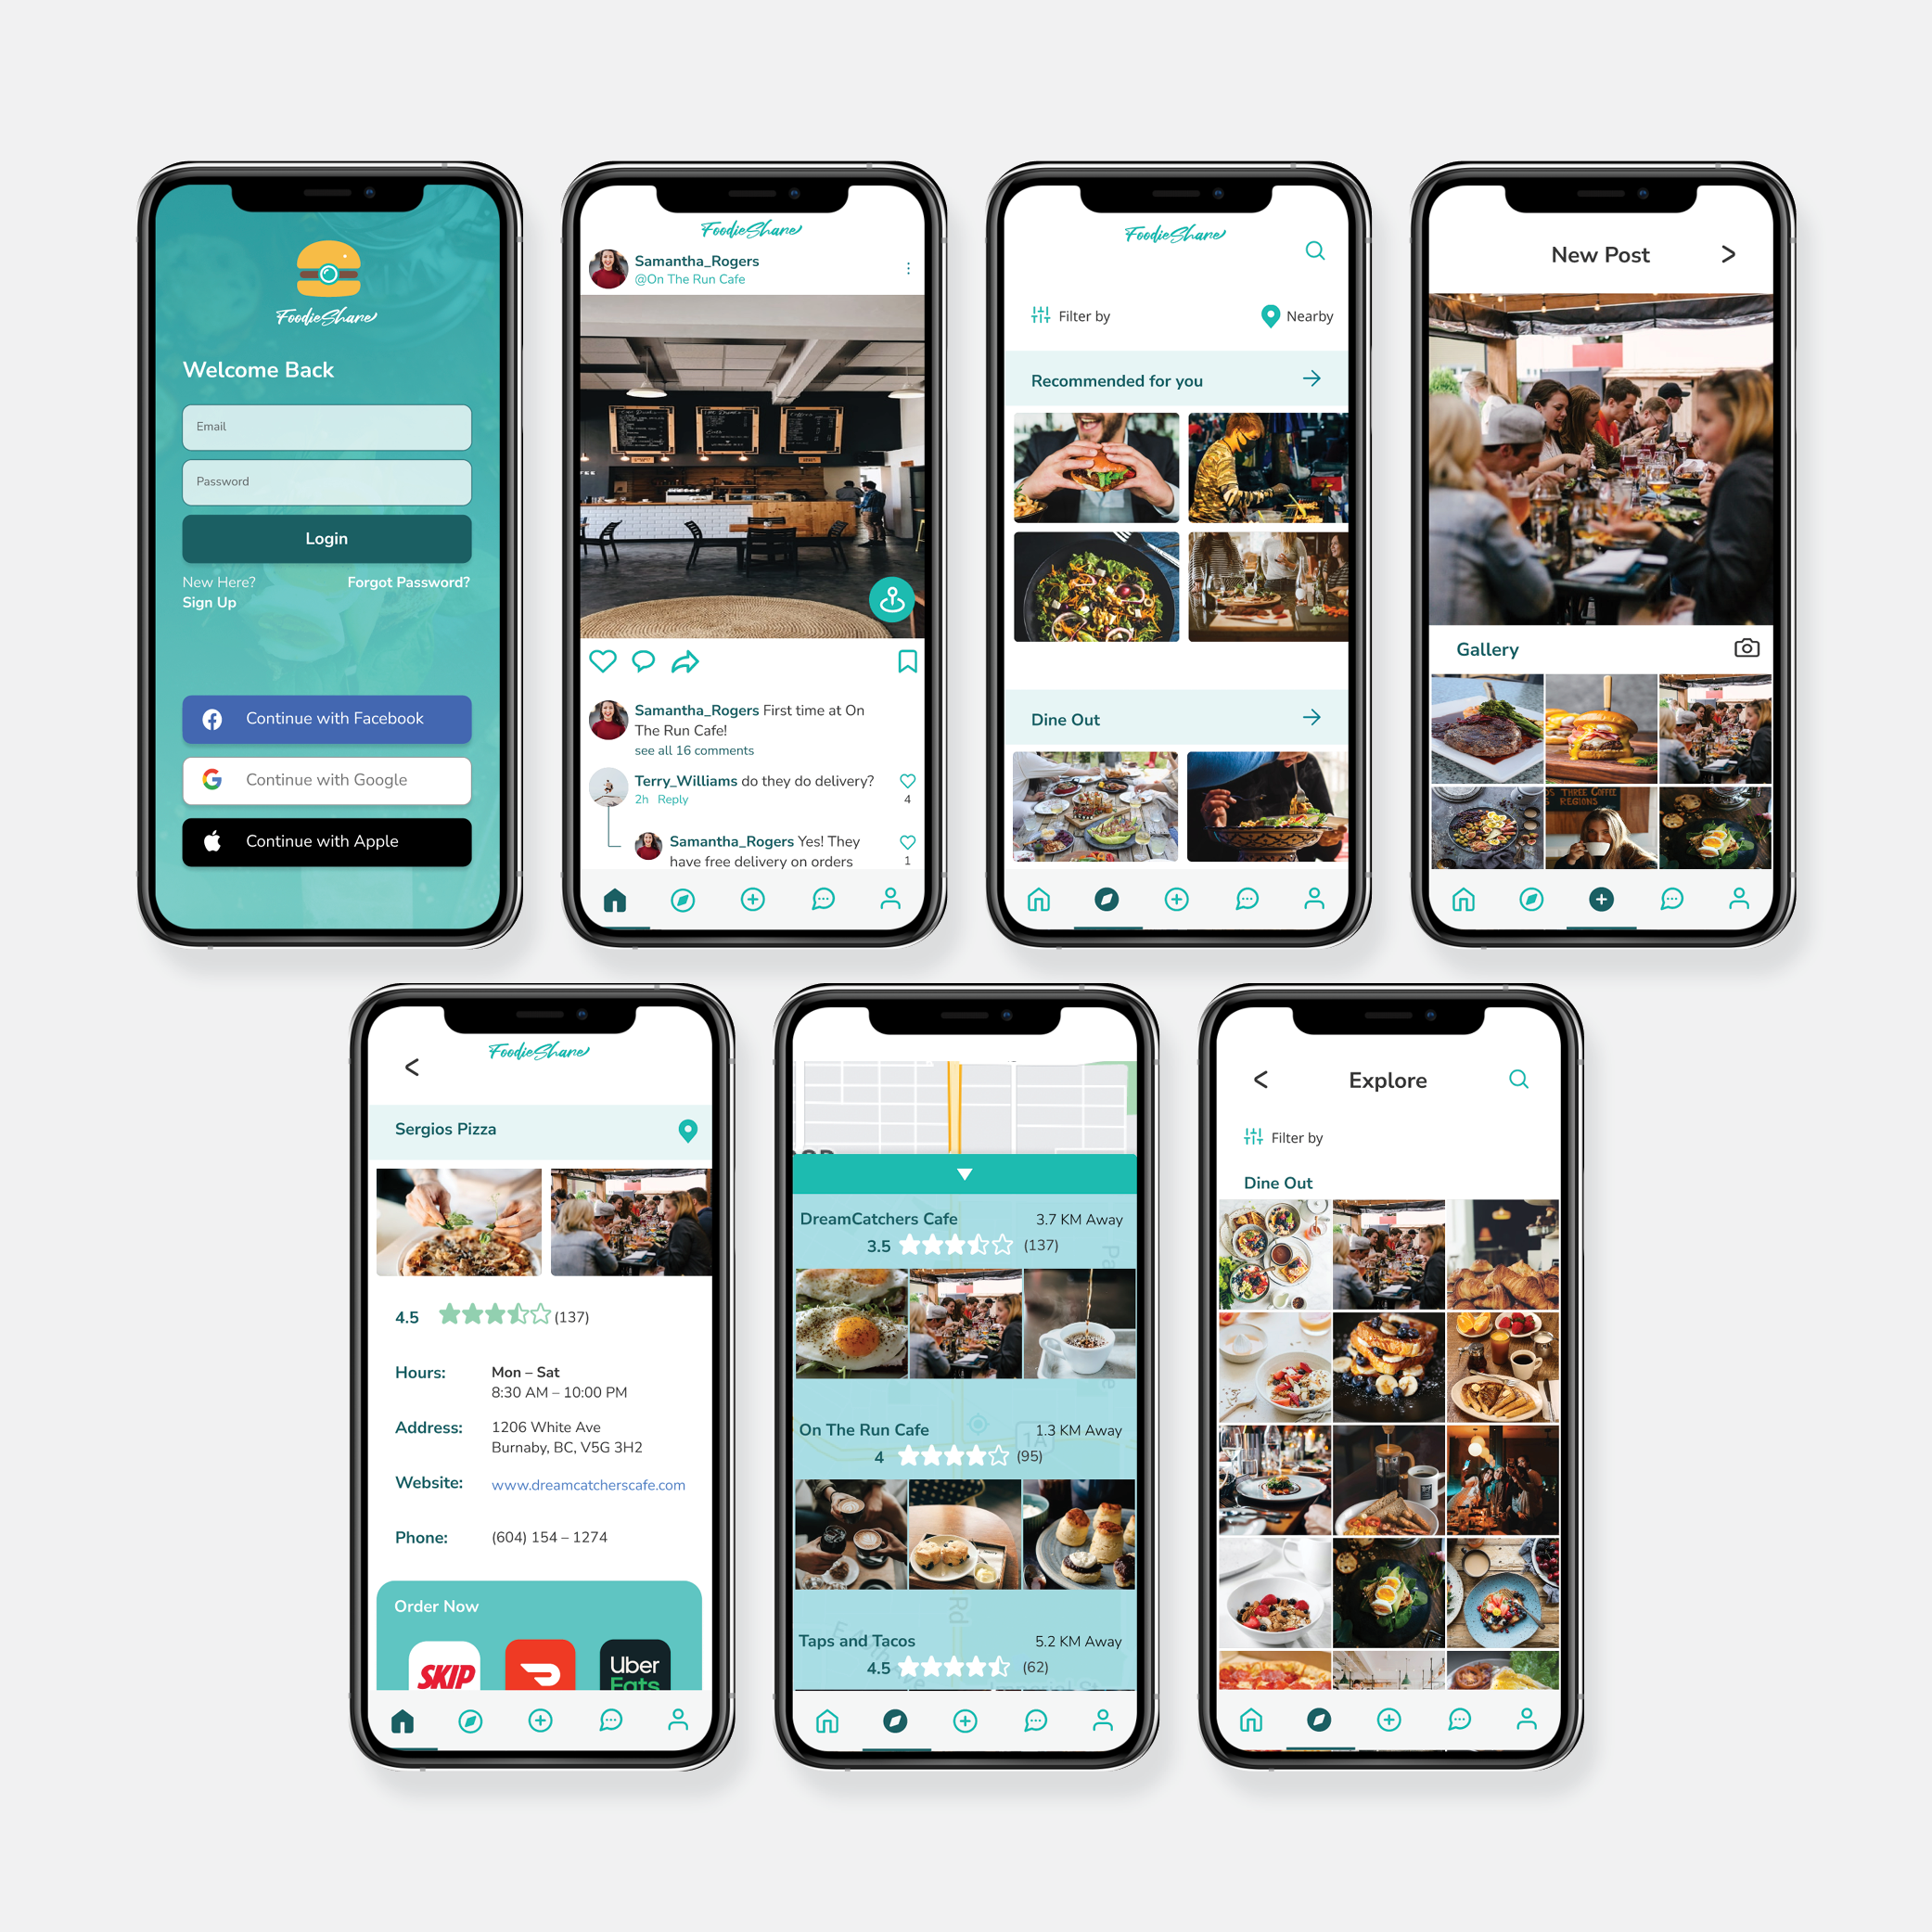 FoodieShare
Welcome Back
Email
Password
Login
New Here?
Forgot Password?
Sign Up
Continue with Facebook
Continue with Google
Continue with Apple
FoodieShare
Samantha_Rogers
@On The Run Cafe
Samantha_Rogers First time at On
The Run Cafe!
see all 16 comments
Terry_Williams do they do delivery?
2h Reply
4
Samantha_Rogers Yes! They
have free delivery on orders
1
FoodieShare
Filter by
Nearby
Recommended for you
Dine Out
New Post
Gallery
THREE COFFEE
REGIONS
FoodieShare
Sergios Pizza
4.5
(137)
Hours:
Mon – Sat
8:30 AM – 10:00 PM
Address:
1206 White Ave
Burnaby, BC, V5G 3H2
Website:
www.dreamcatcherscafe.com
Phone:
(604) 154 – 1274
Order Now
SKIP
Uber
Eats
DreamCatchers Cafe
3.7 KM Away
3.5
(137)
On The Run Cafe
1.3 KM Away
1A
4
(95)
Rd
Taps and Tacos
5.2 KM Away
4.5
(62)
Explore
Filter by
Dine Out